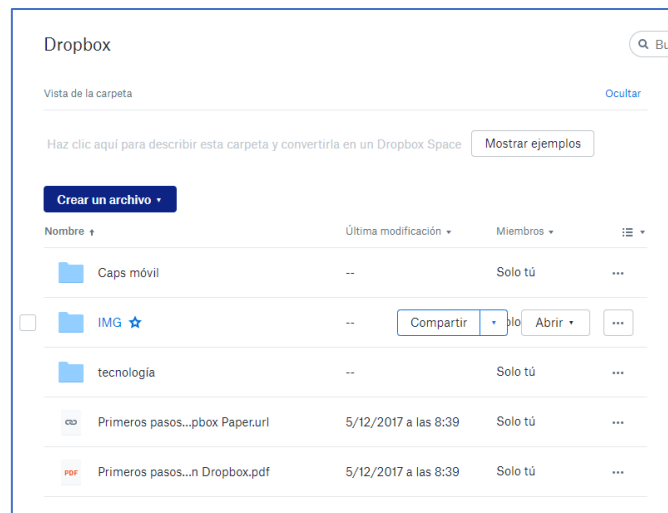 Dropbox
Bu
Vista de la carpeta Ocultar
Haz clic aquí para describir esta carpeta y convertirla en un Dropbox Space Mostrar ejemplos
Crear un archivo
Nombre Última modificación Miembros
Caps móvil -- Solo tú
IMG -- Compartir olo Abrir
tecnología -- Solo tú
Primeros pasos...pbox Paper.url 5/12/2017 a las 8:39 Solo tú
PDF Primeros pasos...n Dropbox.pdf 5/12/2017 a las 8:39 Solo tú